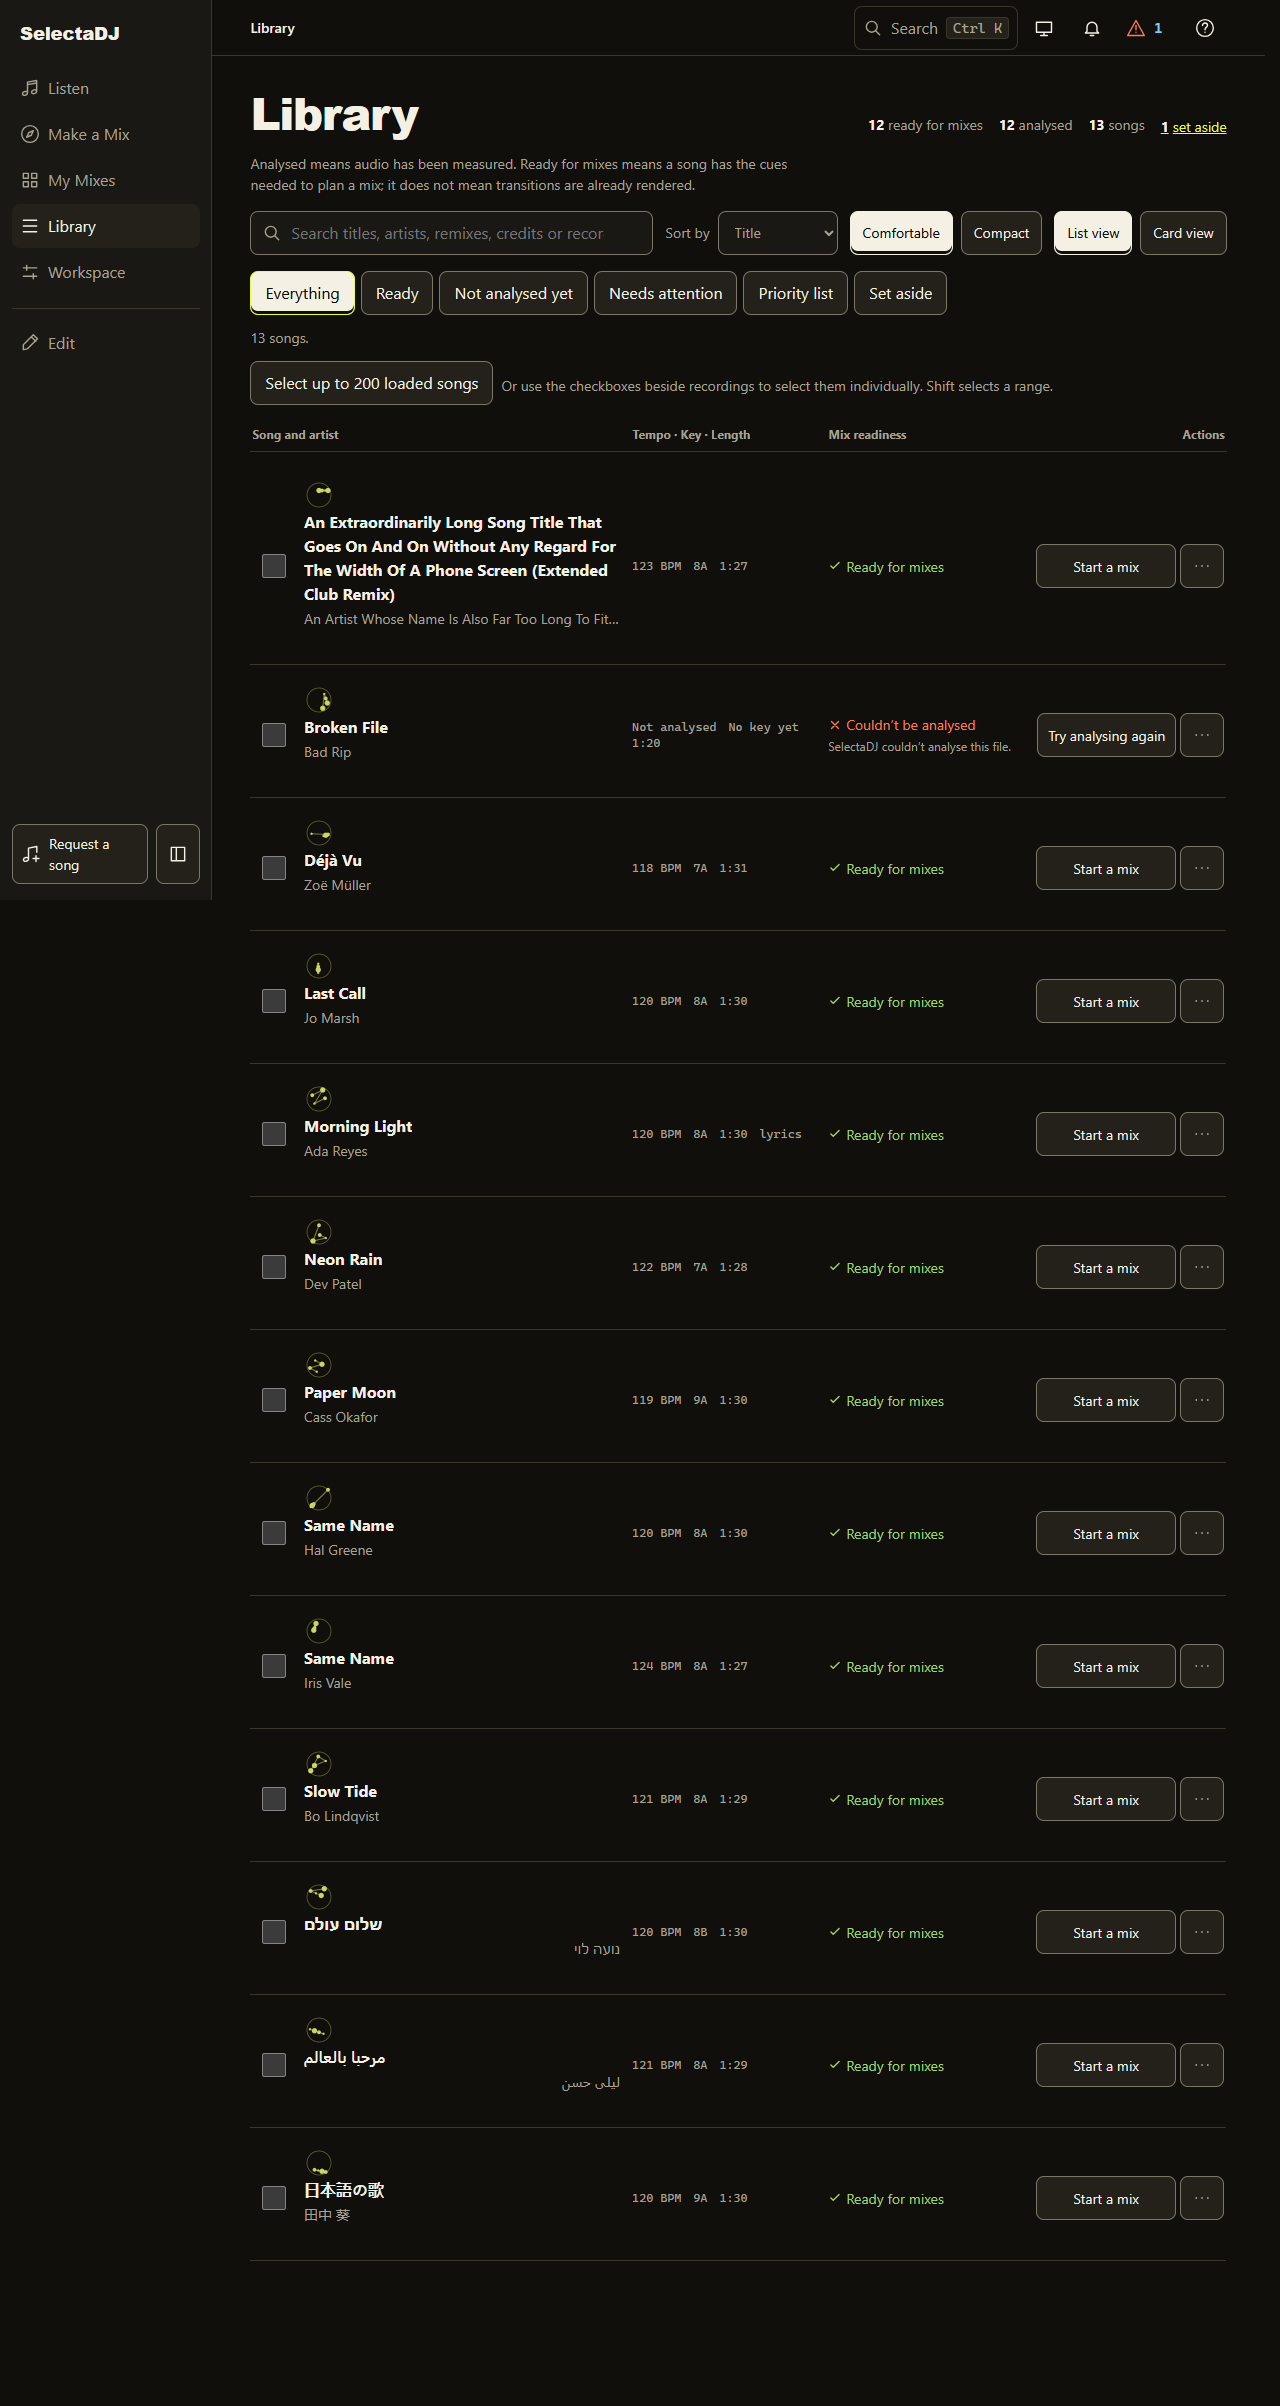 SelectaDJ
Listen
Make a Mix
My Mixes
Library
Workspace
Edit
Request a
song
Library
Search Ctrl K
1
Library
12 ready for mixes 12 analysed 13 songs 1 set aside
Analysed means audio has been measured. Ready for mixes means a song has the cues
needed to plan a mix; it does not mean transitions are already rendered.
Search titles, artists, remixes, credits or recor
Sort by Title Comfortable Compact List view Card view
Everything Ready Not analysed yet Needs attention Priority list Set aside
13 songs.
Select up to 200 loaded songs Or use the checkboxes beside recordings to select them individually. Shift selects a range.
Song and artist Tempo · Key · Length Mix readiness Actions
An Extraordinarily Long Song Title That
Goes On And On Without Any Regard For
The Width Of A Phone Screen (Extended
Club Remix)
An Artist Whose Name Is Also Far Too Long To Fit...
123 BPM 8A 1:27 Ready for mixes Start a mix ...
Broken File
Bad Rip
Not analysed No key yet
1:20
Couldn't be analysed
SelectaDJ couldn't analyse this file.
Try analysing again ...
Déjà Vu
Zoë Müller
118 BPM 7A 1:31 Ready for mixes Start a mix ...
Last Call
Jo Marsh
120 BPM 8A 1:30 Ready for mixes Start a mix ...
Morning Light
Ada Reyes
120 BPM 8A 1:30 lyrics Ready for mixes Start a mix ...
Neon Rain
Dev Patel
122 BPM 7A 1:28 Ready for mixes Start a mix ...
Paper Moon
Cass Okafor
119 BPM 9A 1:30 Ready for mixes Start a mix ...
Same Name
Hal Greene
120 BPM 8A 1:30 Ready for mixes Start a mix ...
Same Name
Iris Vale
124 BPM 8A 1:27 Ready for mixes Start a mix ...
Slow Tide
Bo Lindqvist
121 BPM 8A 1:29 Ready for mixes Start a mix ...
שלום עולם
נועה לוי
120 BPM 8B 1:30 Ready for mixes Start a mix ...
مرحبا بالعالم
ليلى حسن
121 BPM 8A 1:29 Ready for mixes Start a mix ...
日本語の歌
田中 葵
120 BPM 9A 1:30 Ready for mixes Start a mix ...